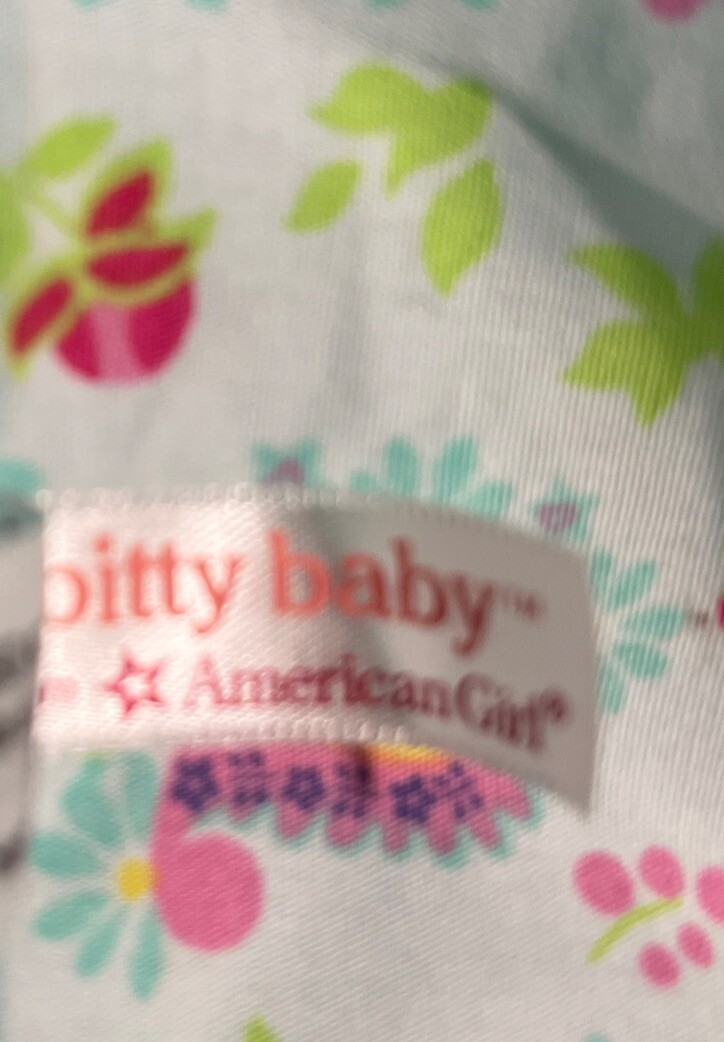 bitty baby™
☆ American Girl®